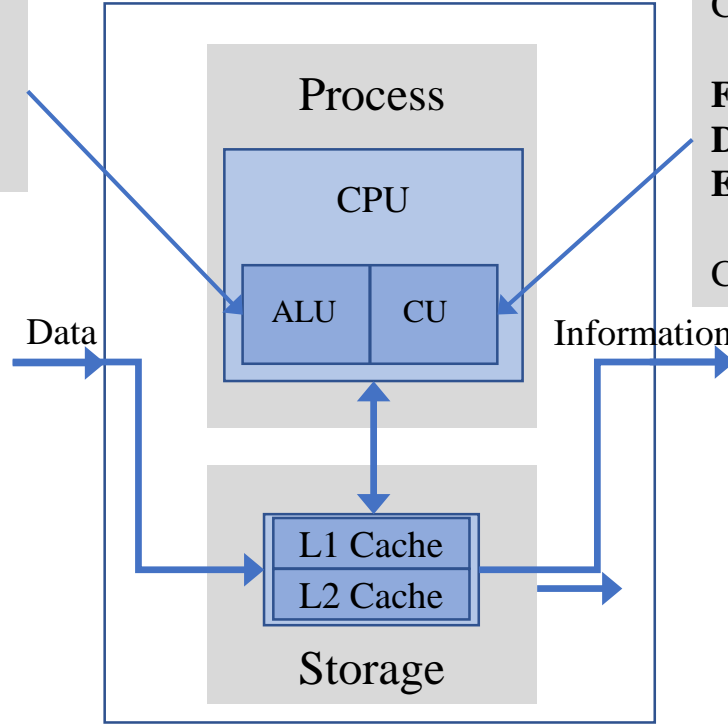 Process
CPU
ALU
CU
Data
Information
L1 Cache
L2 Cache
Storage